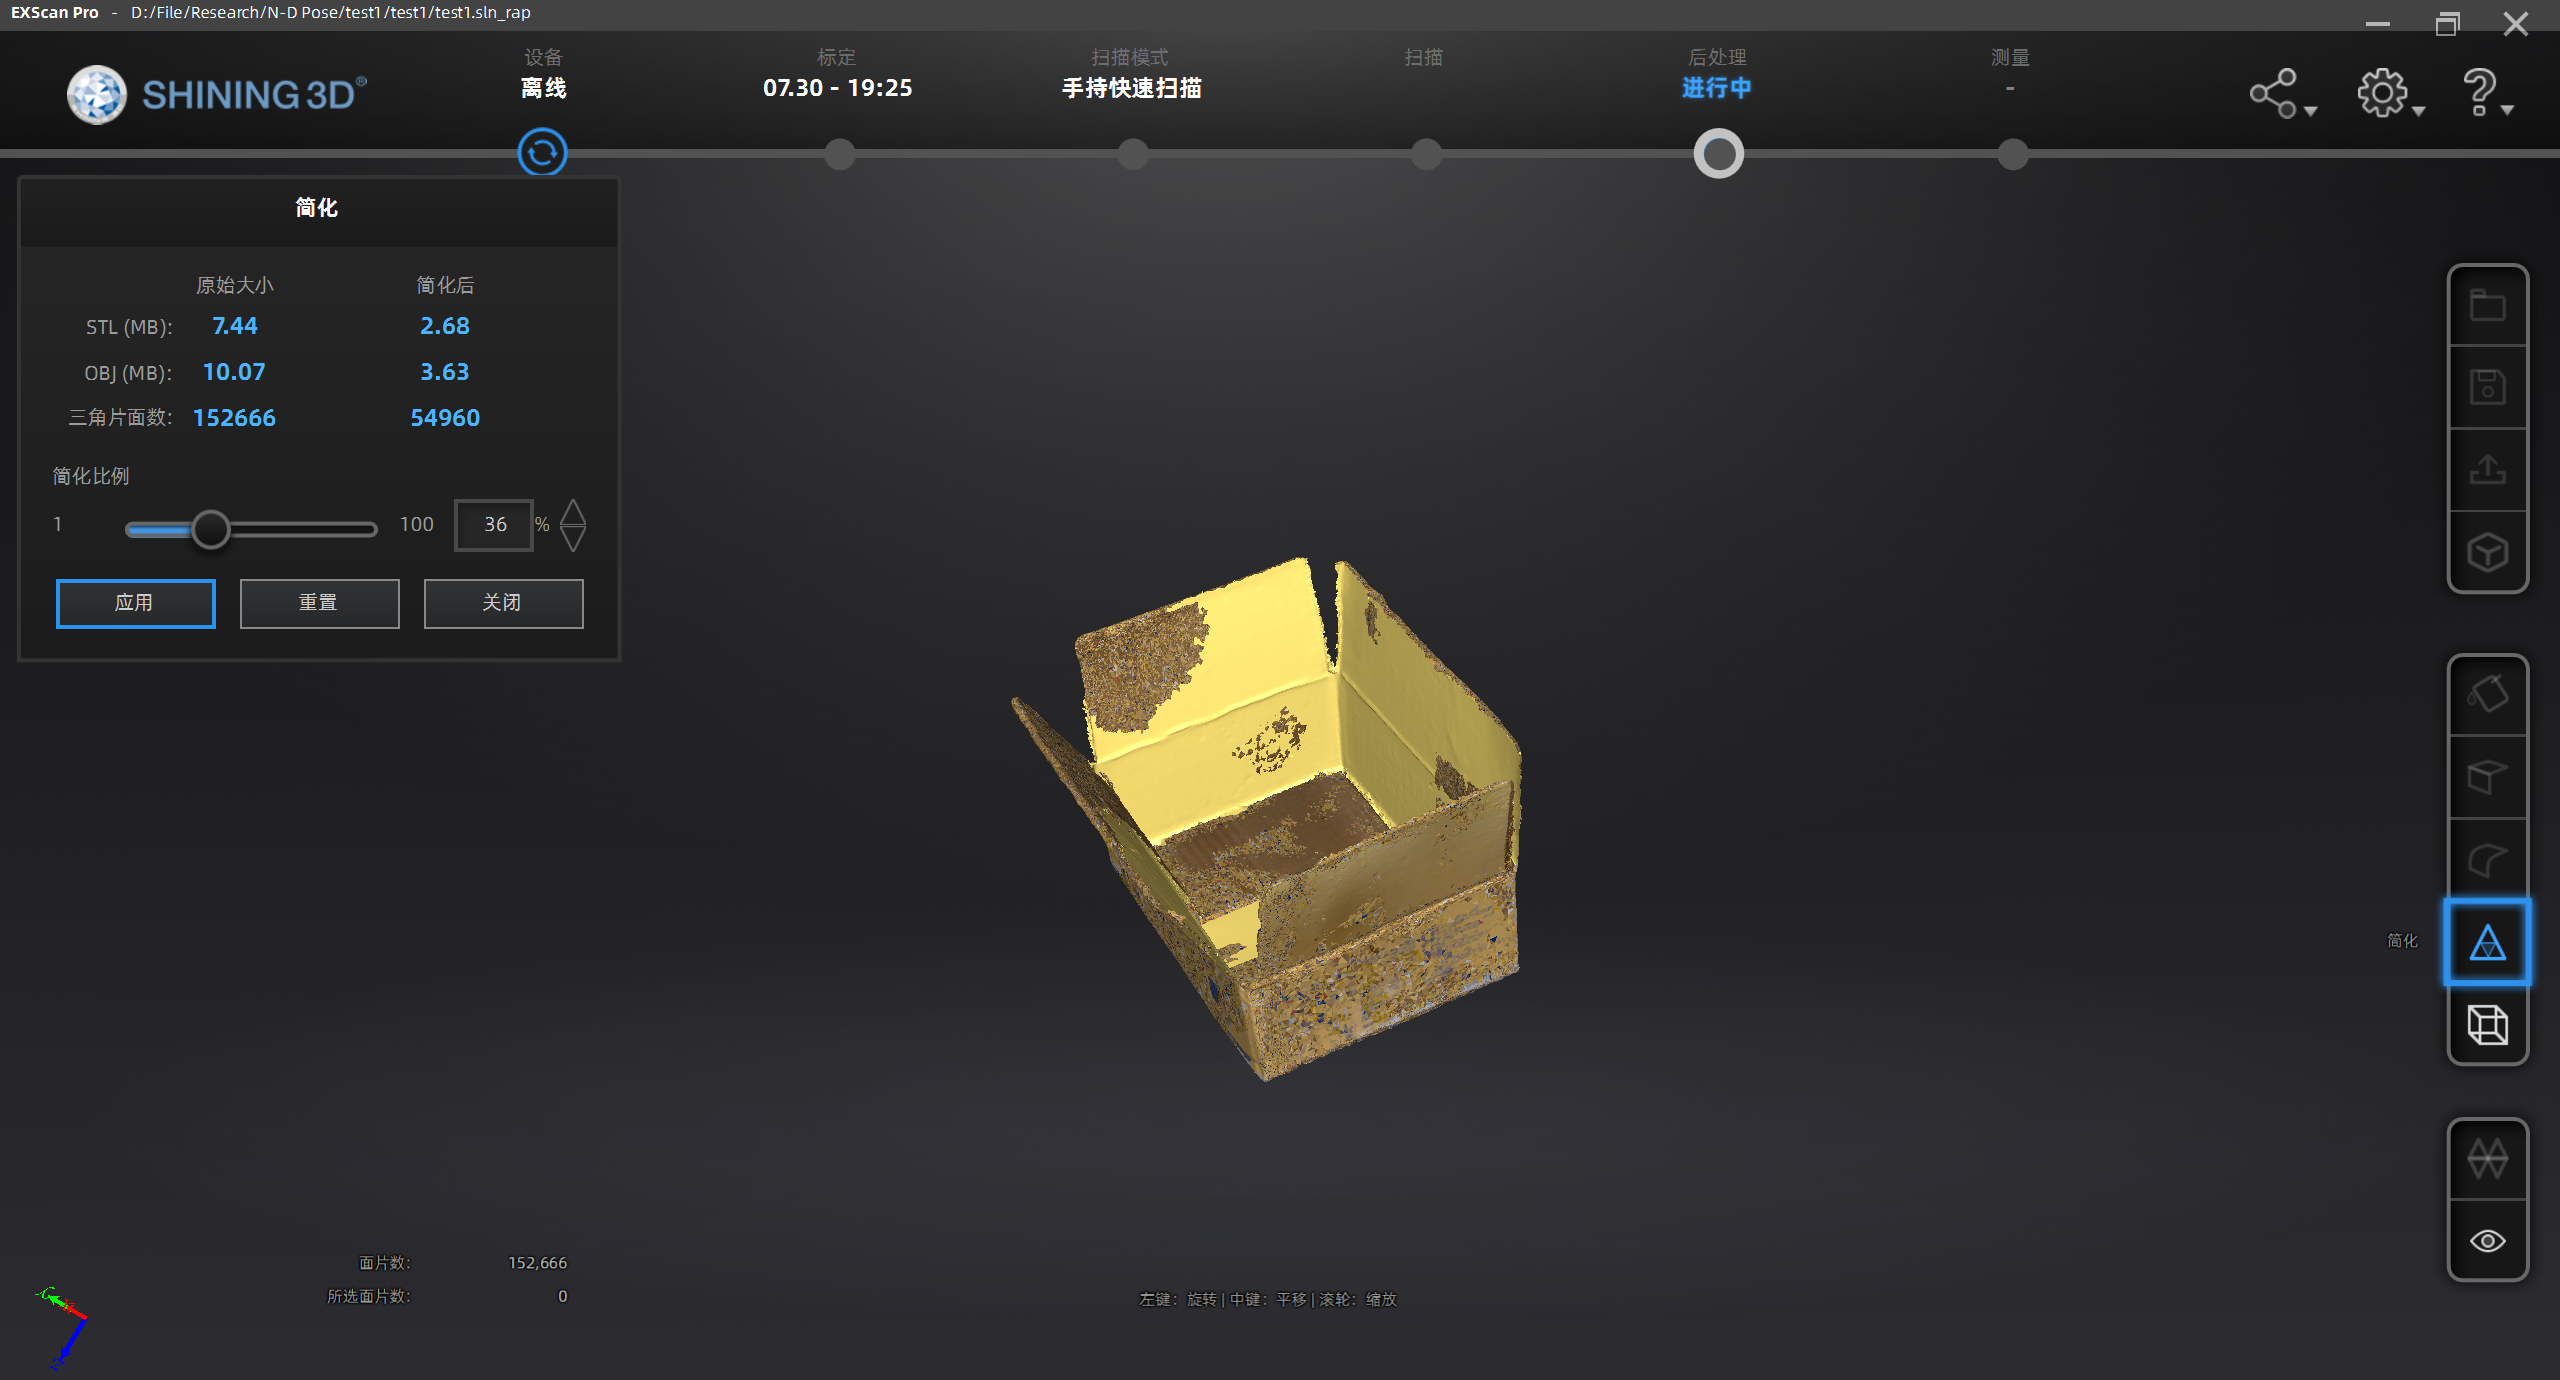 EXScan Pro - D:/File/Research/N-D Pose/test1/test1/test1.sln_rap
SHINING 3D®
设备
离线
标定
07.30 - 19:25
扫描模式
手持快速扫描
扫描
后处理
进行中
测量
-
简化
原始大小 简化后
STL (MB): 7.44 2.68
OBJ (MB): 10.07 3.63
三角片面数: 152666 54960
简化比例
1 100 36 %
应用 重置 关闭
简化
面片数: 152,666
所选面片数: 0
左键: 旋转 | 中键: 平移 | 滚轮: 缩放